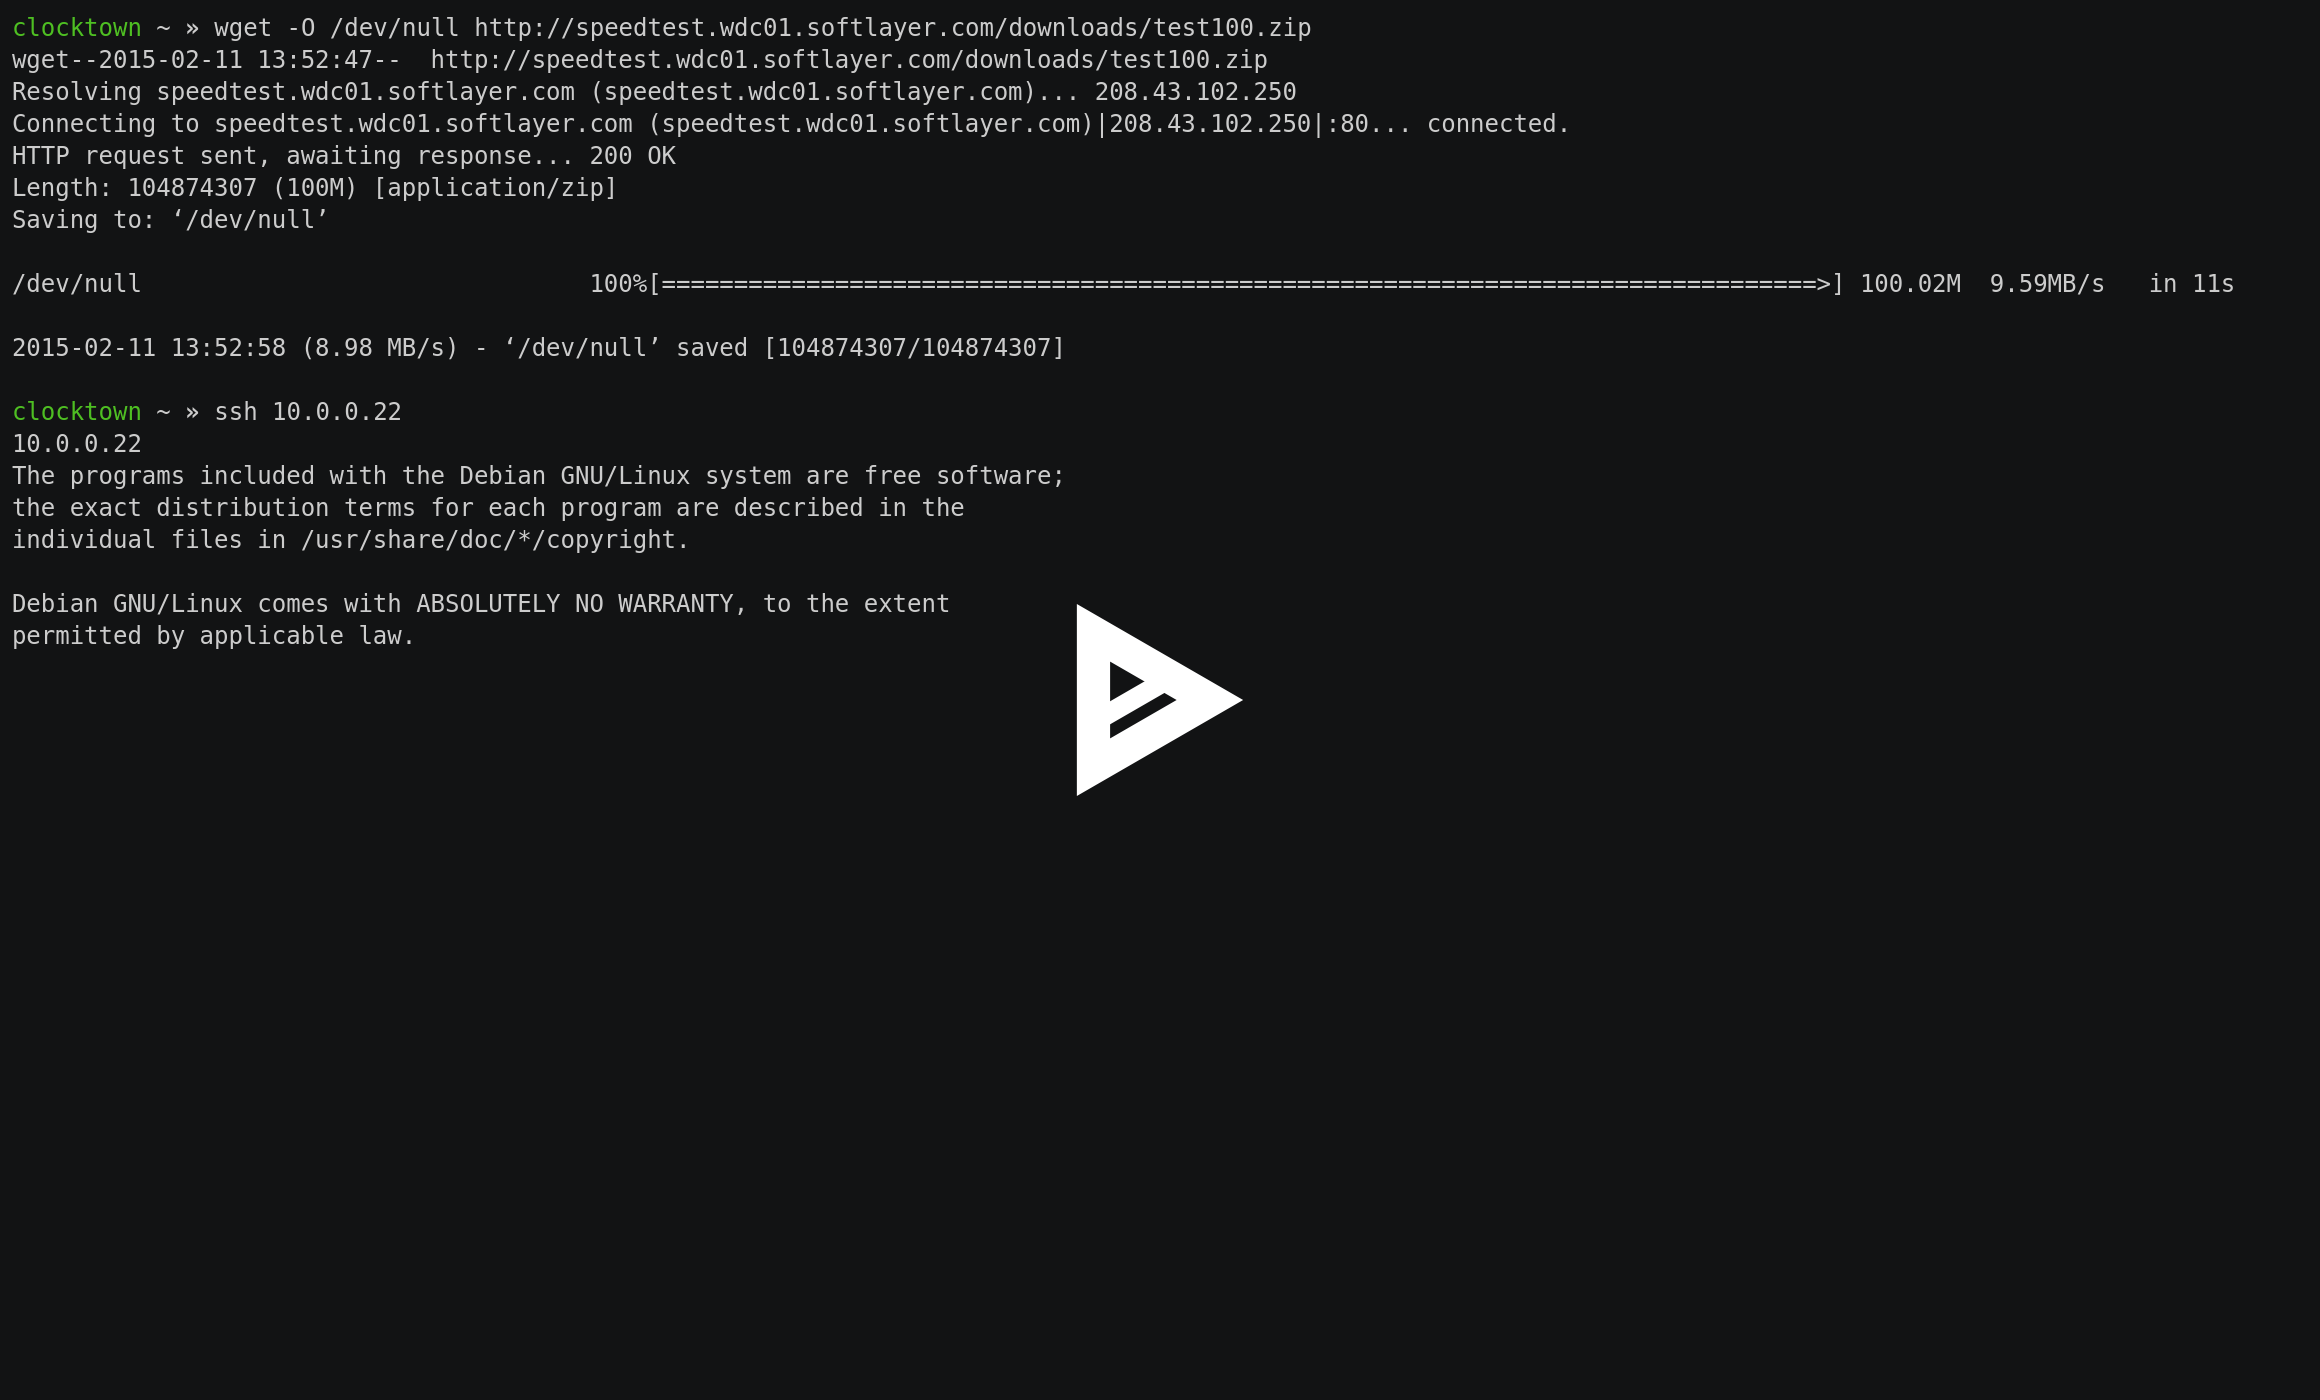 clocktown ~ » wget -O /dev/null http://speedtest.wdc01.softlayer.com/downloads/test100.zip
wget--2015-02-11 13:52:47--  http://speedtest.wdc01.softlayer.com/downloads/test100.zip
Resolving speedtest.wdc01.softlayer.com (speedtest.wdc01.softlayer.com)... 208.43.102.250
Connecting to speedtest.wdc01.softlayer.com (speedtest.wdc01.softlayer.com)|208.43.102.250|:80... connected.
HTTP request sent, awaiting response... 200 OK
Length: 104874307 (100M) [application/zip]
Saving to: ‘/dev/null’
/dev/null                               100%[================================================================================>] 100.02M  9.59MB/s   in 11s
2015-02-11 13:52:58 (8.98 MB/s) - ‘/dev/null’ saved [104874307/104874307]
clocktown ~ » ssh 10.0.0.22
10.0.0.22
The programs included with the Debian GNU/Linux system are free software;
the exact distribution terms for each program are described in the
individual files in /usr/share/doc/*/copyright.
Debian GNU/Linux comes with ABSOLUTELY NO WARRANTY, to the extent
permitted by applicable law.